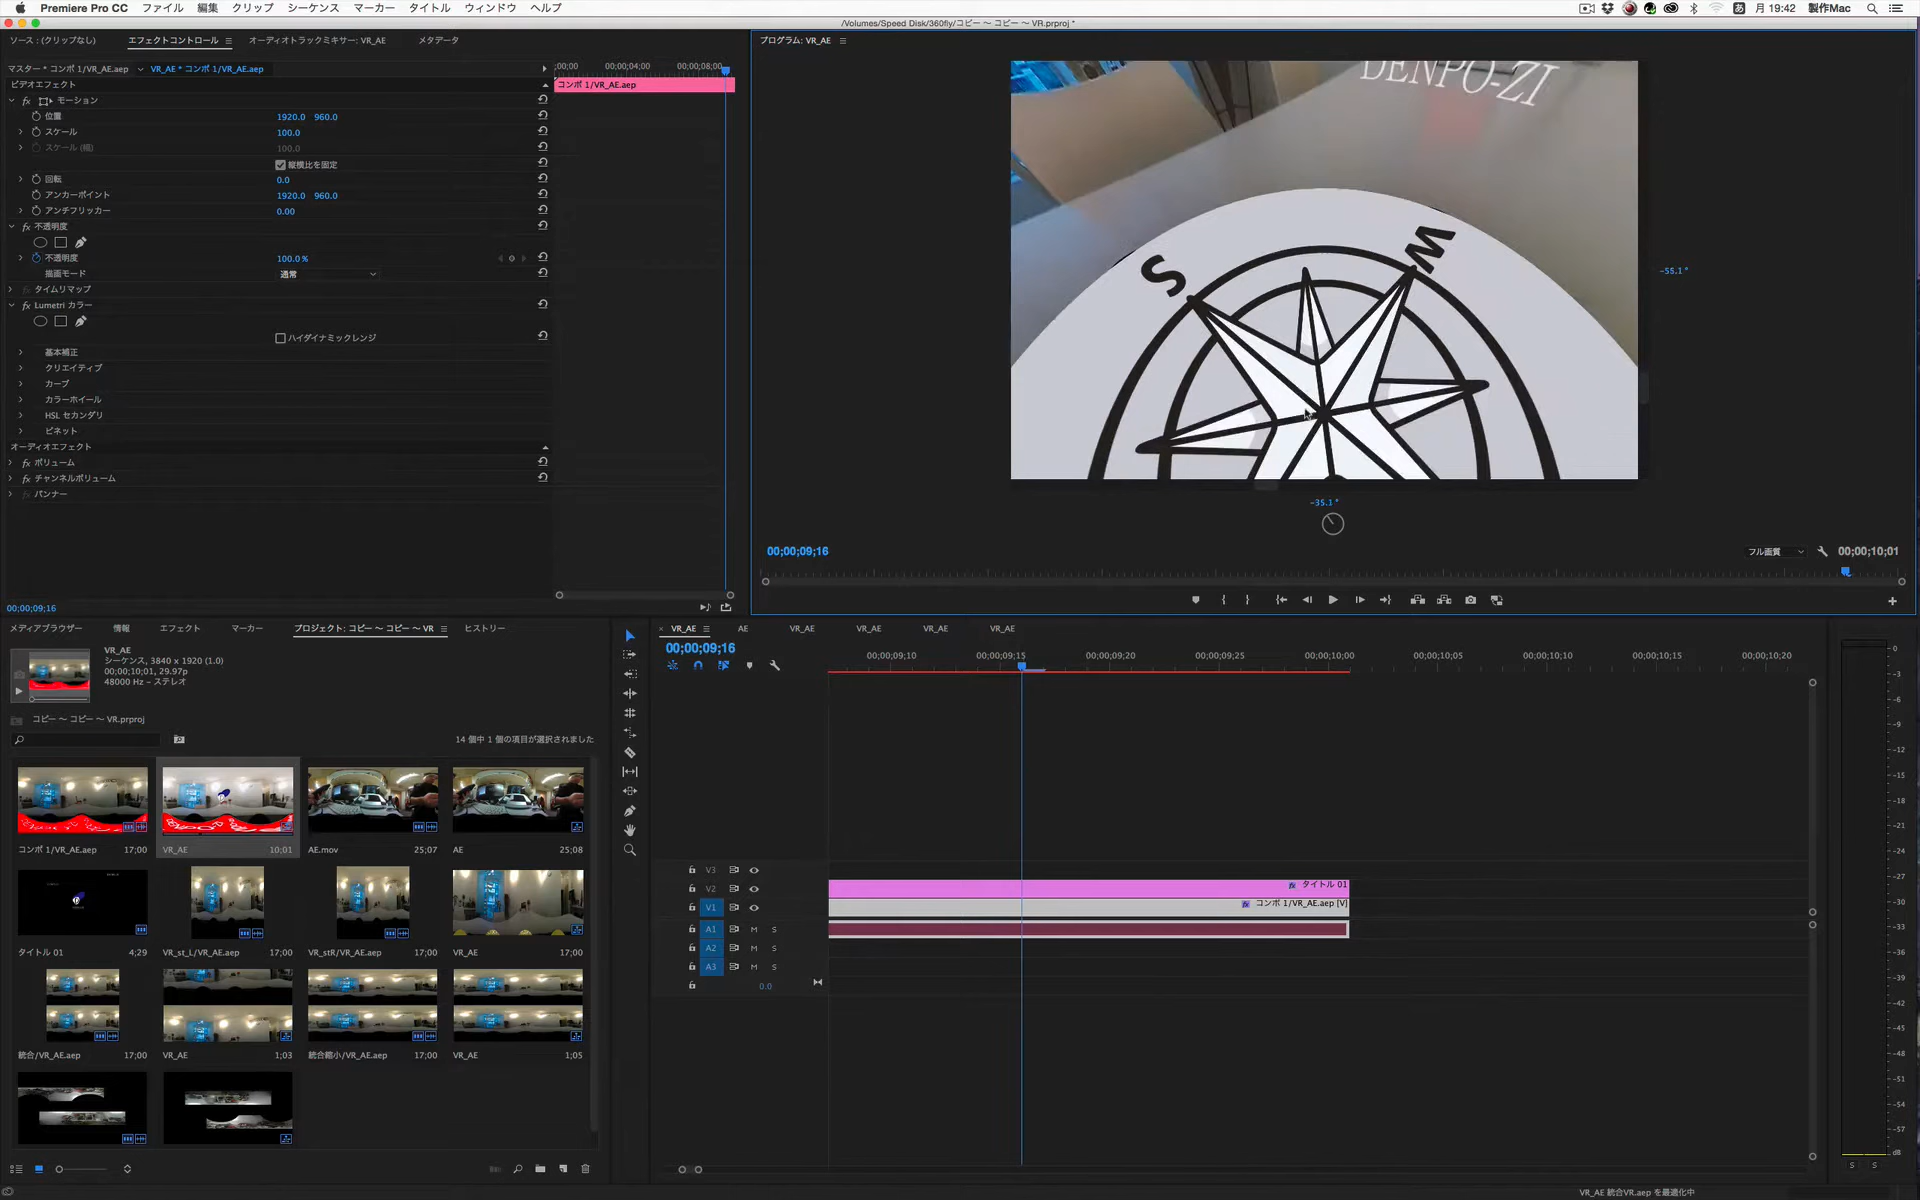 Premiere Pro CC ファイル 編集 クリップ シーケンス マーカー タイトル ウィンドウ ヘルプ
月 19:42 製作Mac
/Volumes/Speed Disk/360fly/コピー 〜 コピー 〜 VR.prproj *
ソース : (クリップなし) エフェクトコントロール オーディオトラックミキサー: VR_AE メタデータ
プログラム: VR_AE
マスター * コンポ 1/VR_AE.aep VR_AE * コンポ 1/VR_AE.aep
;00;00 00;00;04;00 00;00;08;00
ビデオエフェクト
コンポ 1/VR_AE.aep
fx モーション
位置 1920.0 960.0
スケール 100.0
スケール (幅) 100.0
縦横比を固定
回転 0.0
アンカーポイント 1920.0 960.0
アンチフリッカー 0.00
fx 不透明度
不透明度 100.0 %
描画モード 通常
タイムリマップ
fx Lumetri カラー
ハイダイナミックレンジ
基本補正
クリエイティブ
カーブ
カラーホイール
HSL セカンダリ
ビネット
オーディオエフェクト
fx ボリューム
fx チャンネルボリューム
パンナー
00;00;09;16
DENPO-ZI
S
W
-55.1 °
-35.1 °
00;00;09;16
フル画質 00;00;10;01
メディアブラウザー 情報 エフェクト マーカー プロジェクト: コピー 〜 コピー 〜 VR ヒストリー
VR_AE
シーケンス, 3840 x 1920 (1.0)
00;00;10;01, 29.97p
48000 Hz - ステレオ
コピー 〜 コピー 〜 VR.prproj
14 個中 1 個の項目が選択されました
コンポ 1/VR_AE.aep 17;00
VR_AE 10;01
AE.mov 25;07
AE 25;08
タイトル 01 4;29
VR_st_L/VR_AE.aep 17;00
VR_stR/VR_AE.aep 17;00
VR_AE 17;00
統合/VR_AE.aep 17;00
VR_AE 1;03
統合縮小/VR_AE.aep 17;00
VR_AE 1;05
VR_AE AE VR_AE VR_AE VR_AE VR_AE
00;00;09;16
00;00;09;10 00;00;09;15 00;00;09;20 00;00;09;25 00;00;10;00 00;00;10;05 00;00;10;10 00;00;10;15 00;00;10;20
V3
V2
タイトル 01
V1
コンポ 1/VR_AE.aep [V]
A1 M S
A2 M S
A3 M S
0.0
0
-3
-6
-9
-12
-15
-18
-21
-24
-27
-30
-33
-36
-39
-42
-45
-48
-51
-54
-57
dB
S S
VR_AE 統合VR.aep を最適化中